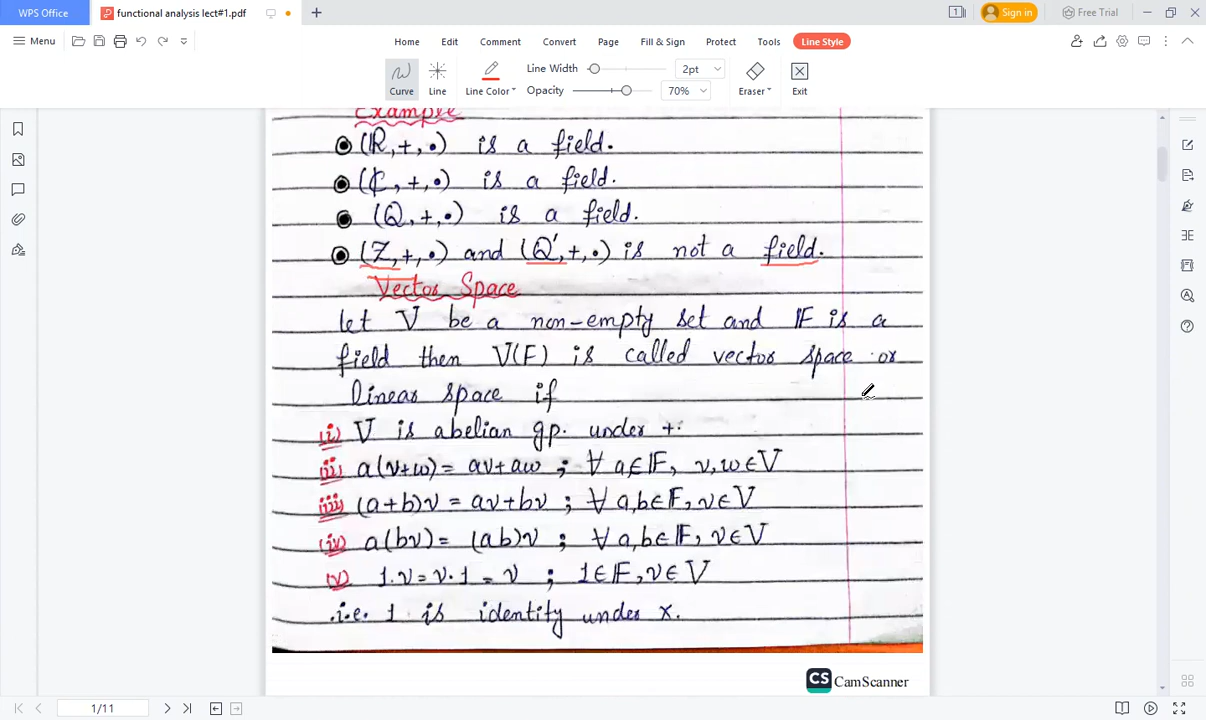 WPS Office
functional analysis lect#1.pdf
Sign in
Free Trial
Menu
Home Edit Comment Convert Page Fill & Sign Protect Tools Line Style
Curve Line Line Color Line Width 2pt Opacity 70% Eraser Exit
Example
(ℝ,+,•) is a field.
(ℂ,+,•) is a field.
(Q,+,•) is a field.
(Z,+,•) and (Q',+,•) is not a field.
Vector Space
let V be a non-empty set and 𝔽 is a
field then V(F) is called vector space or
linear space if
(i) V is abelian gp. under +:
(ii) a(v+w)= av+aw ; ∀ a∈𝔽, v,w∈V
(iii) (a+b)v = av+bv ; ∀ a,b∈𝔽, v∈V
(iv) a(bv)= (ab)v ; ∀ a,b∈𝔽, v∈V
(v) 1.v = v.1 = v ; 1∈𝔽, v∈V
.i.e. 1 is identity under x.
CS CamScanner
1/11